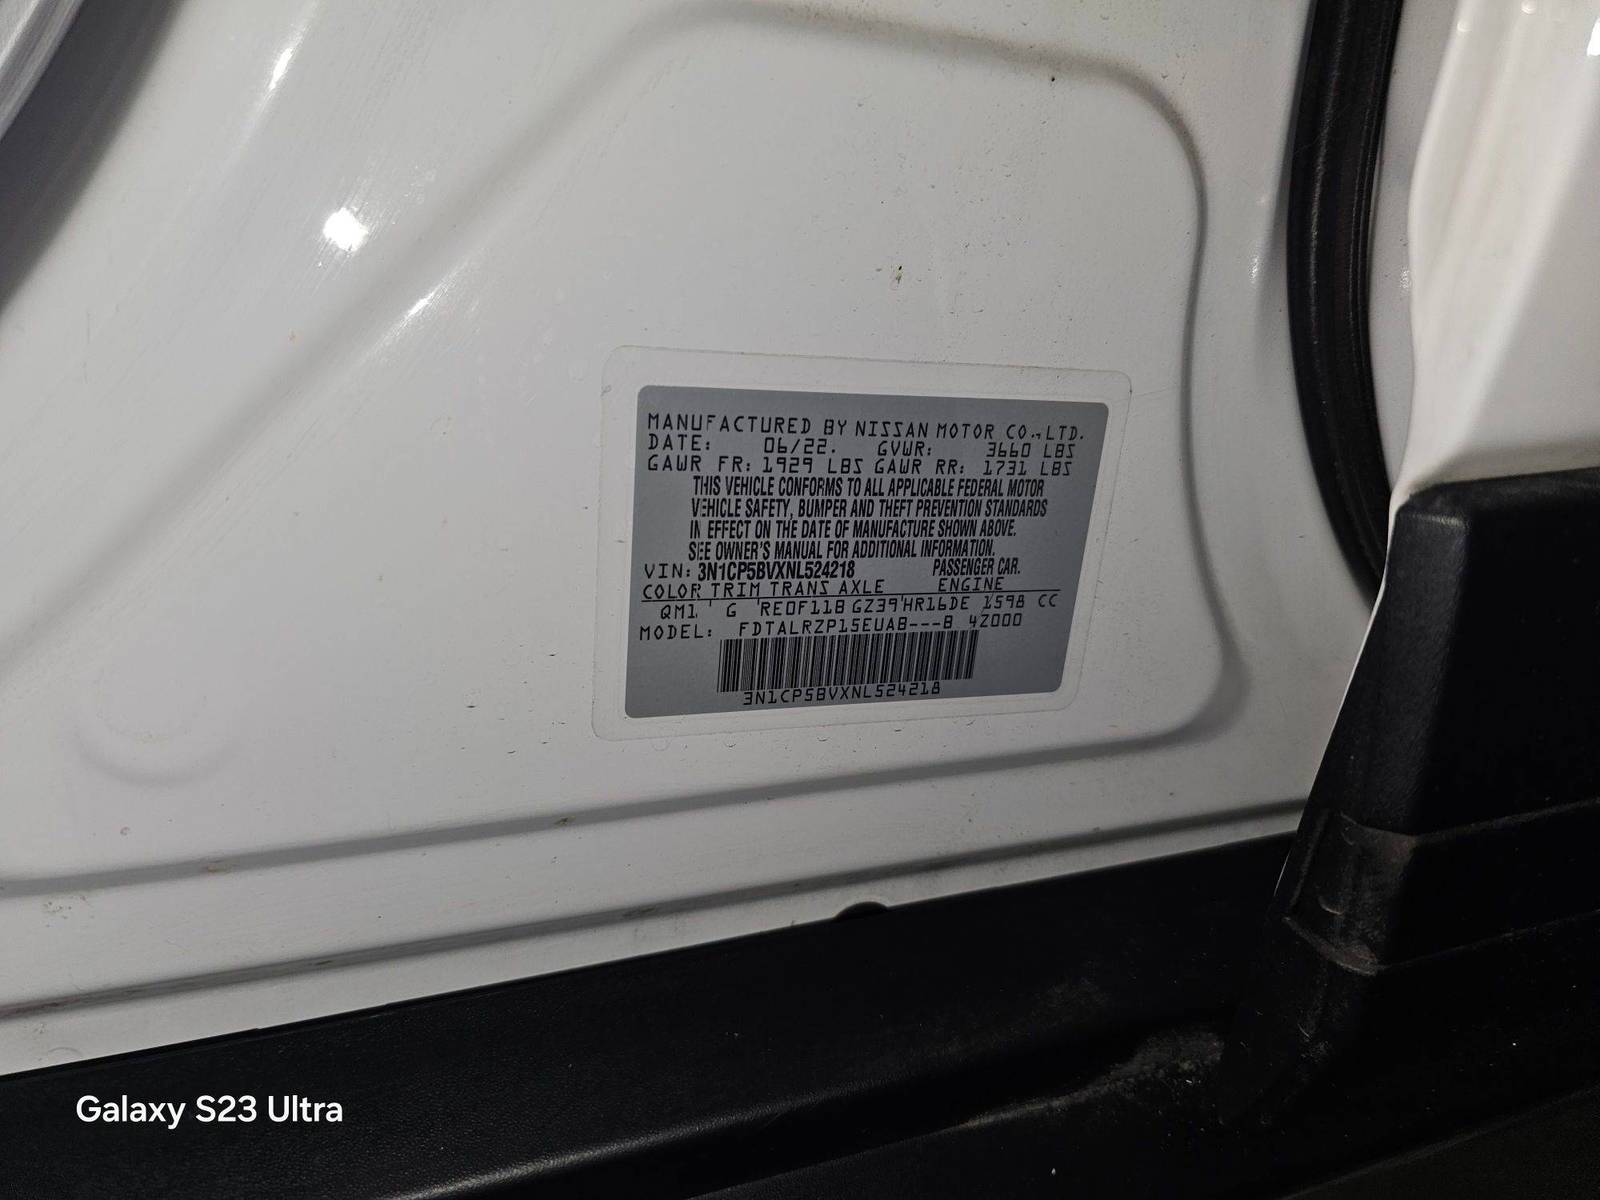 MANUFACTURED BY NISSAN MOTOR CO.,LTD.
DATE: 06/22. GVWR: 3660 LBS
GAWR FR: 1929 LBS GAWR RR: 1731 LBS
THIS VEHICLE CONFORMS TO ALL APPLICABLE FEDERAL MOTOR
VEHICLE SAFETY, BUMPER AND THEFT PREVENTION STANDARDS
IN EFFECT ON THE DATE OF MANUFACTURE SHOWN ABOVE.
SEE OWNER'S MANUAL FOR ADDITIONAL INFORMATION.
VIN: 3N1CP5BVXNL524218 PASSENGER CAR.
COLOR TRIM TRANS AXLE ENGINE
QM1 G RE0F11B GZ39 HR16DE 1598 CC
MODEL: FDTALRZP15EUAB---B 4Z000
3N1CP5BVXNL524218
Galaxy S23 Ultra